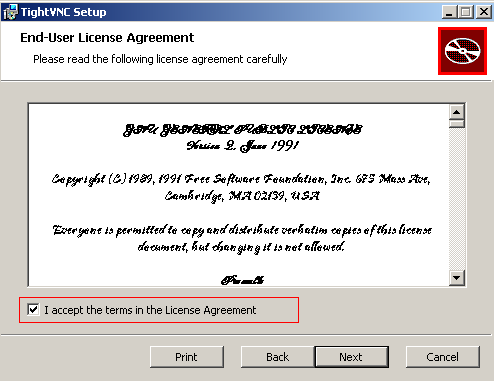 TightVNC Setup
End-User License Agreement
Please read the following license agreement carefully
GNU GENERAL PUBLIC LICENSE
Version 2, June 1991
Copyright (C) 1989, 1991 Free Software Foundation, Inc. 675 Mass Ave,
Cambridge, MA 02139, USA
Everyone is permitted to copy and distribute verbatim copies of this license
document, but changing it is not allowed.
Preamble
I accept the terms in the License Agreement
Print Back Next Cancel